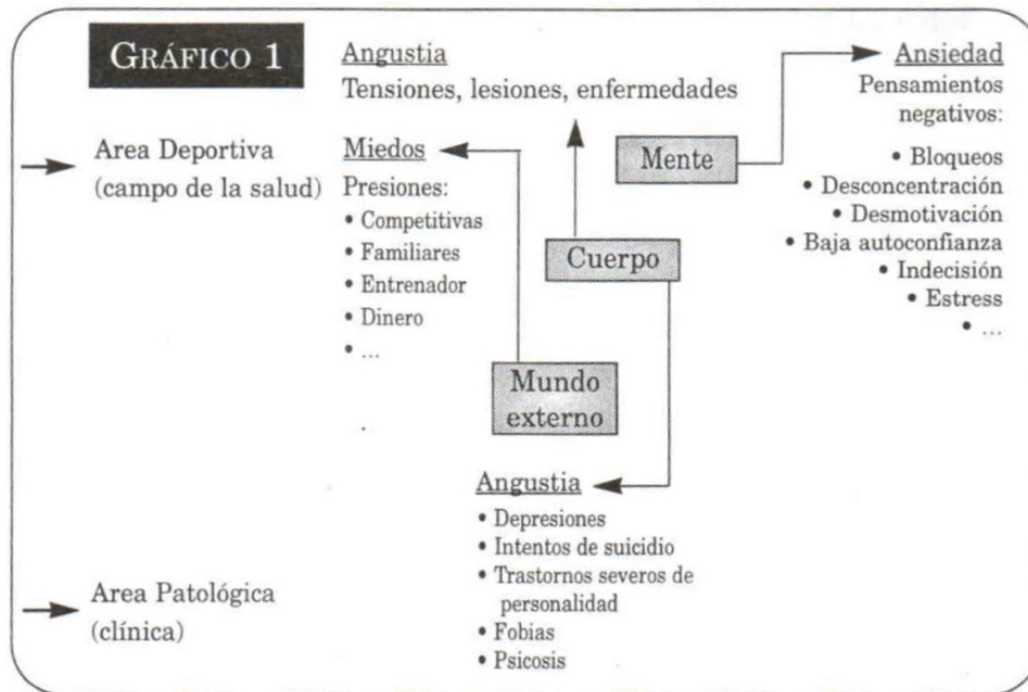 GRÁFICO 1
Angustia
Tensiones, lesiones, enfermedades
Area Deportiva
(campo de la salud)
Miedos
Presiones:
• Competitivas
• Familiares
• Entrenador
• Dinero
• ...
Mente
Ansiedad
Pensamientos
negativos:
• Bloqueos
• Desconcentración
• Desmotivación
• Baja autoconfianza
• Indecisión
• Estress
• ...
Cuerpo
Mundo
externo
Angustia
• Depresiones
• Intentos de suicidio
• Trastornos severos de
personalidad
• Fobias
• Psicosis
Area Patológica
(clínica)